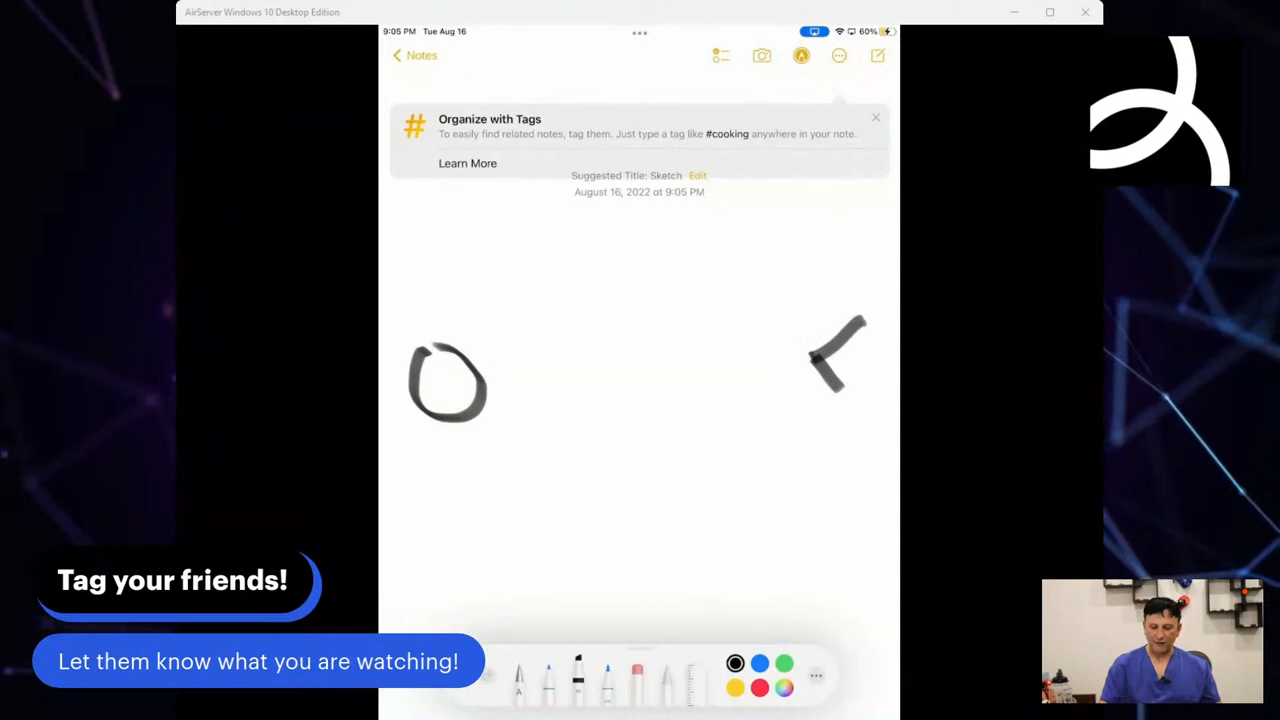 AirServer Windows 10 Desktop Edition
9:05 PM Tue Aug 16
60%
Notes
Organize with Tags
To easily find related notes, tag them. Just type a tag like #cooking anywhere in your note.
Learn More
Suggested Title: Sketch Edit
August 16, 2022 at 9:05 PM
Tag your friends!
Let them know what you are watching!
A